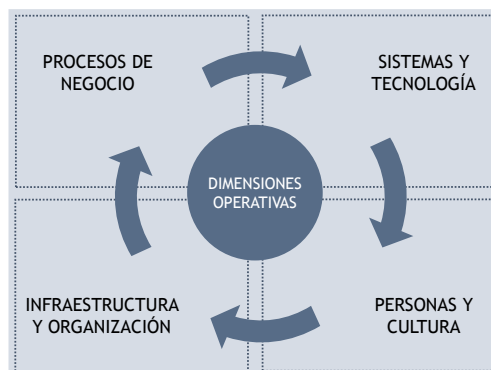 PROCESOS DE
NEGOCIO
SISTEMAS Y
TECNOLOGÍA
DIMENSIONES
OPERATIVAS
INFRAESTRUCTURA
Y ORGANIZACIÓN
PERSONAS Y
CULTURA